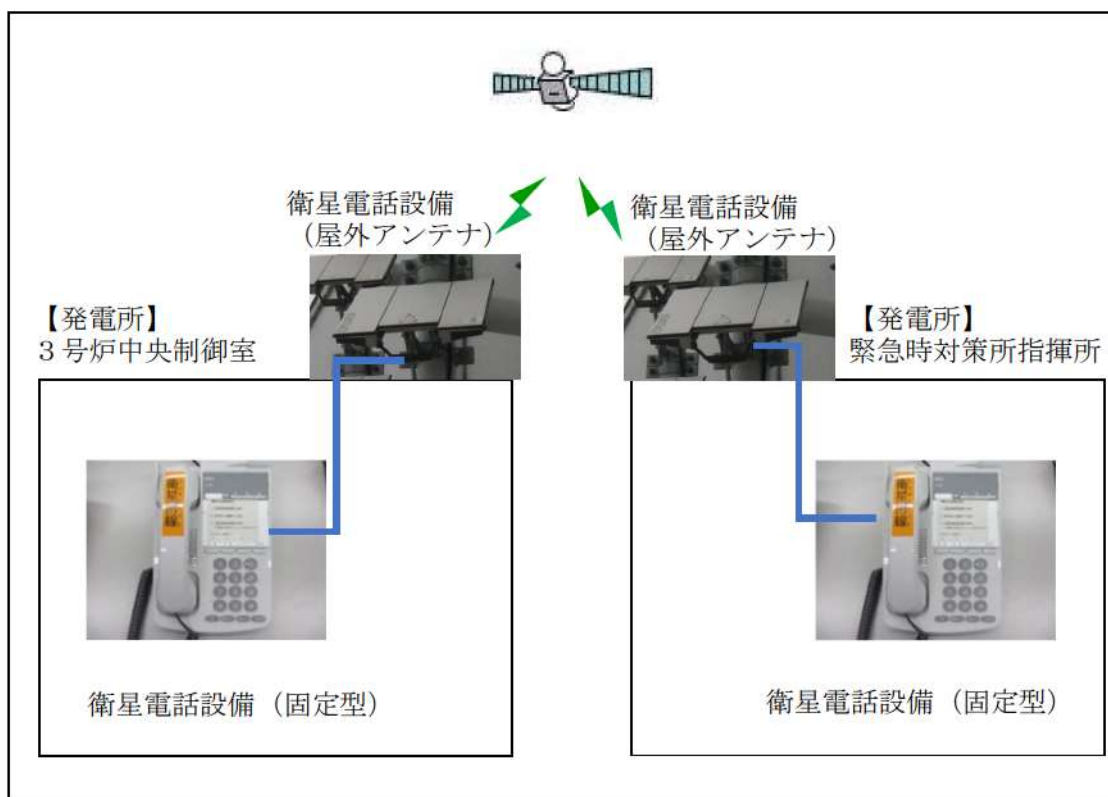 衛星電話設備
（屋外アンテナ）
衛星電話設備
（屋外アンテナ）
【発電所】
３号炉中央制御室
【発電所】
緊急時対策所指揮所
衛星電話設備（固定型）
衛星電話設備（固定型）